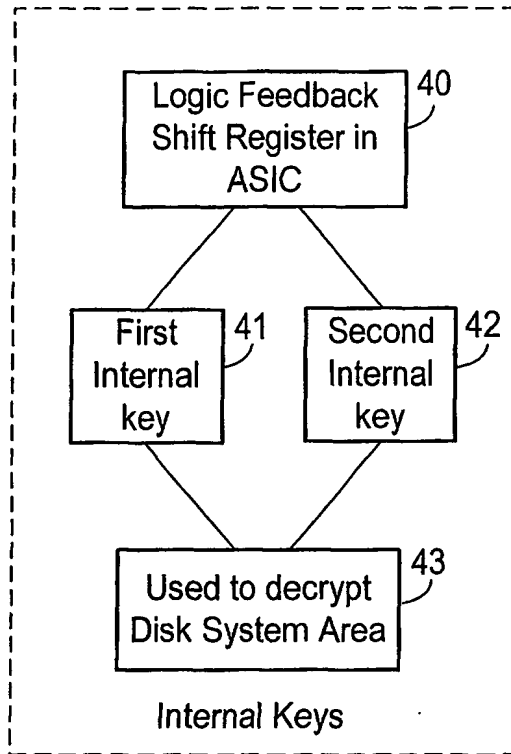 Logic Feedback
Shift Register in
ASIC
40
First
Internal
key
41
Second
Internal
key
42
Used to decrypt
Disk System Area
43
Internal Keys